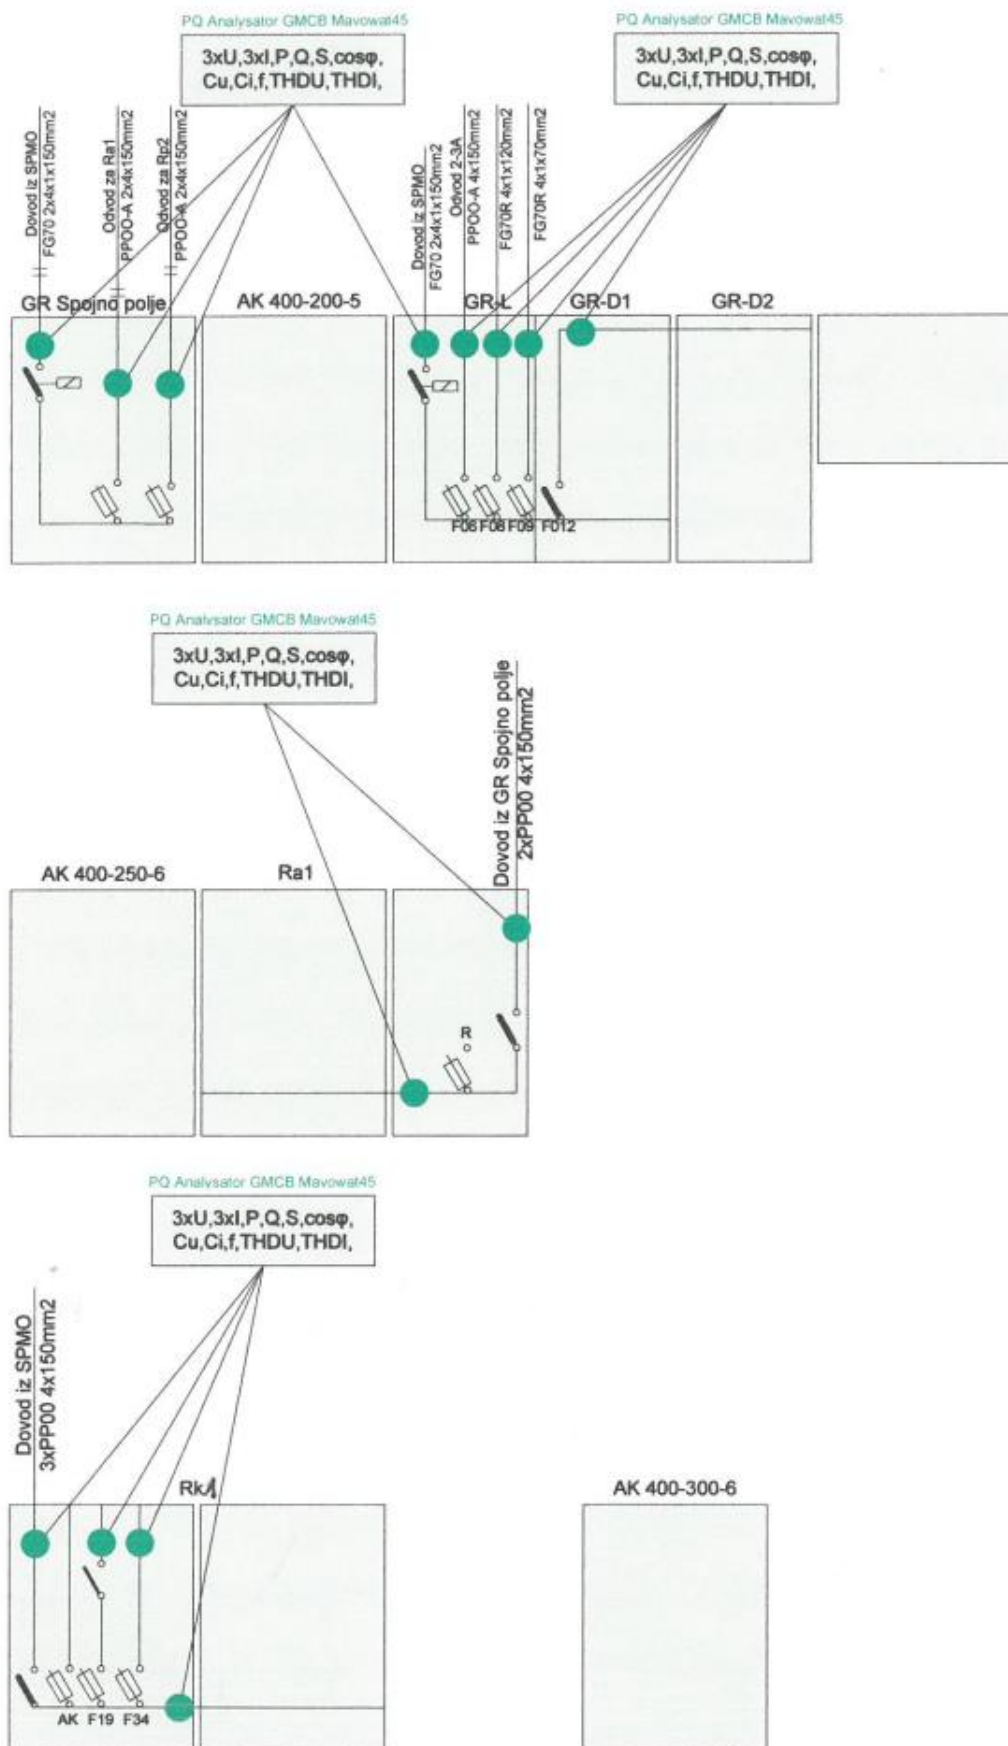 PQ Analysator GMCB Mavowat45
3xU,3xI,P,Q,S,cosφ,
Cu,Ci,f,THDU,THDI,
PQ Analysator GMCB Mavowat45
3xU,3xI,P,Q,S,cosφ,
Cu,Ci,f,THDU,THDI,
Dovod iz SPMO
FG70 2x4x1x150mm2
Odvod za Ra1
PPOO-A 2x4x150mm2
Odvod za Rp2
PPOO-A 2x4x150mm2
Dovod iz SPMO
FG70 2x4x1x150mm2
Odvod 2-3A
PPOO-A 4x150mm2
FG70R 4x1x120mm2
FG70R 4x1x70mm2
GR Spojno polje
AK 400-200-5
GR-L
GR-D1
GR-D2
F06
F08
F09
F012
PQ Analysator GMCB Mavowat45
3xU,3xI,P,Q,S,cosφ,
Cu,Ci,f,THDU,THDI,
Dovod iz GR Spojno polje
2xPP00 4x150mm2
AK 400-250-6
Ra1
R
PQ Analysator GMCB Mavowat45
3xU,3xI,P,Q,S,cosφ,
Cu,Ci,f,THDU,THDI,
Dovod iz SPMO
3xPP00 4x150mm2
Rk1
AK 400-300-6
AK
F19
F34